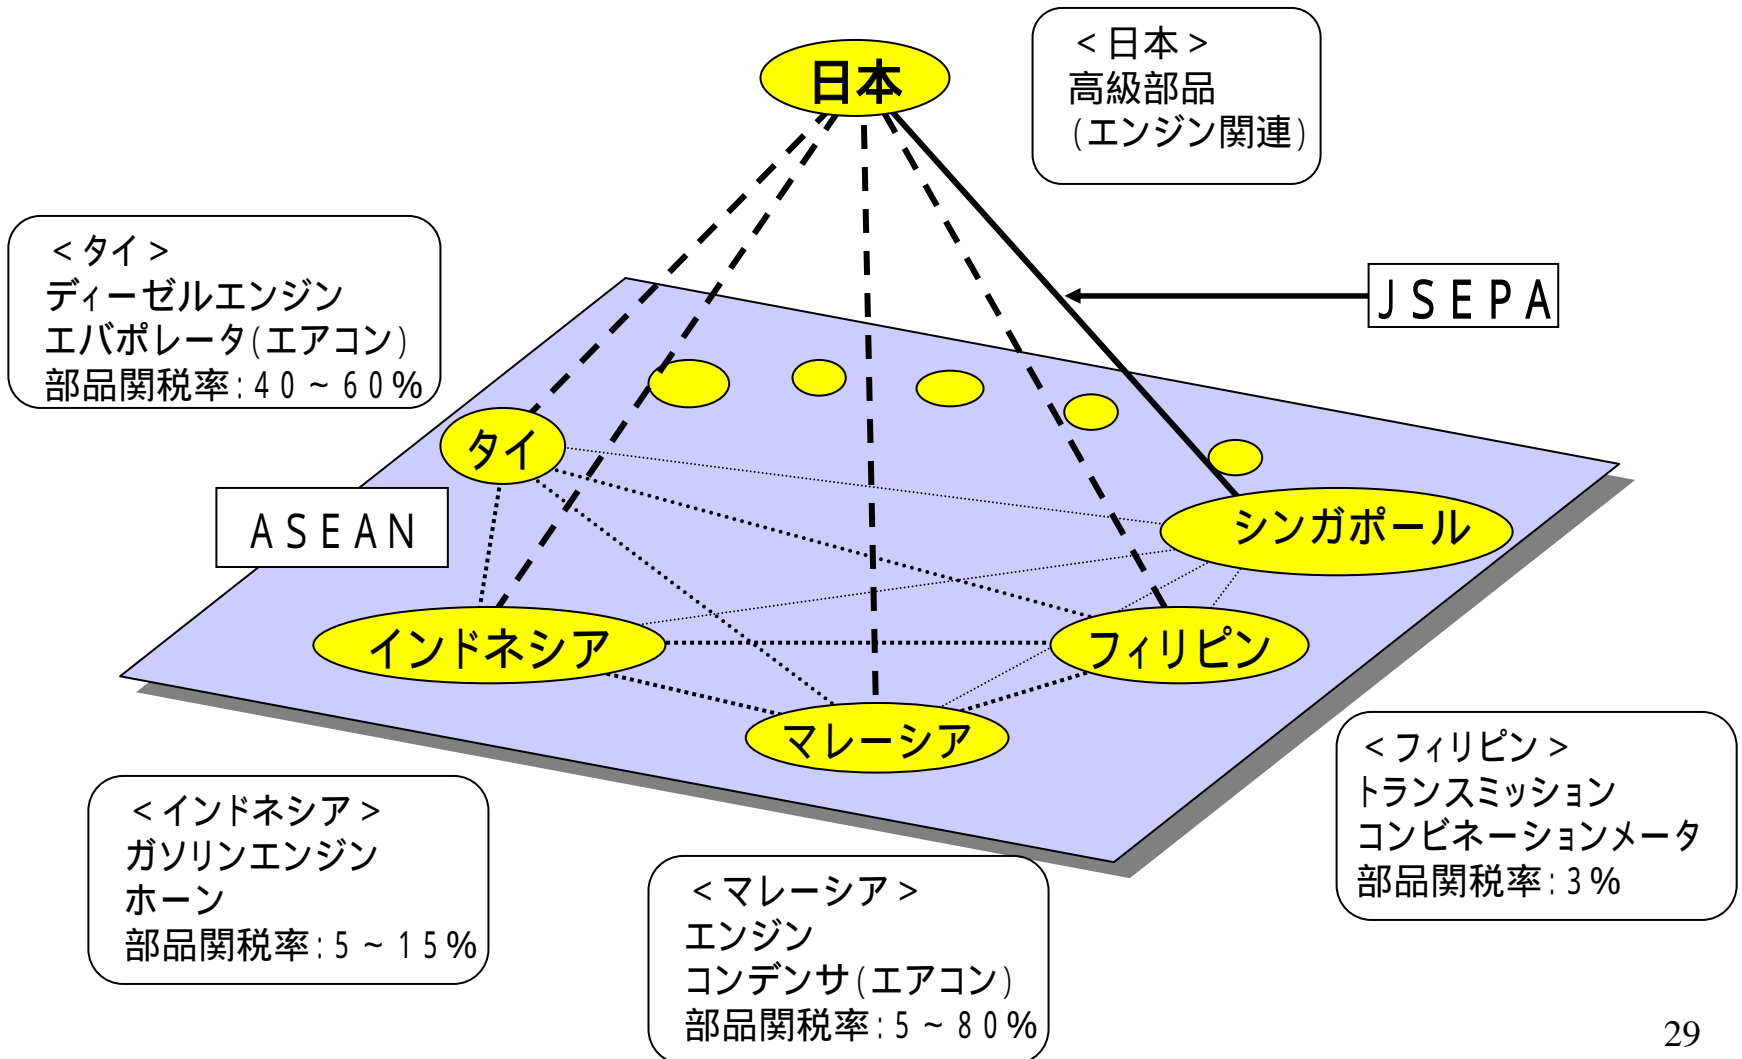 日本
<日本>
高級部品
(エンジン関連)
<タイ>
ディーゼルエンジン
エバポレータ(エアコン)
部品関税率:40~60%
JSEPA
タイ
ASEAN
シンガポール
インドネシア
フィリピン
マレーシア
<フィリピン>
トランスミッション
コンビネーションメータ
部品関税率:3%
<インドネシア>
ガソリンエンジン
ホーン
部品関税率:5~15%
<マレーシア>
エンジン
コンデンサ(エアコン)
部品関税率:5~80%
29